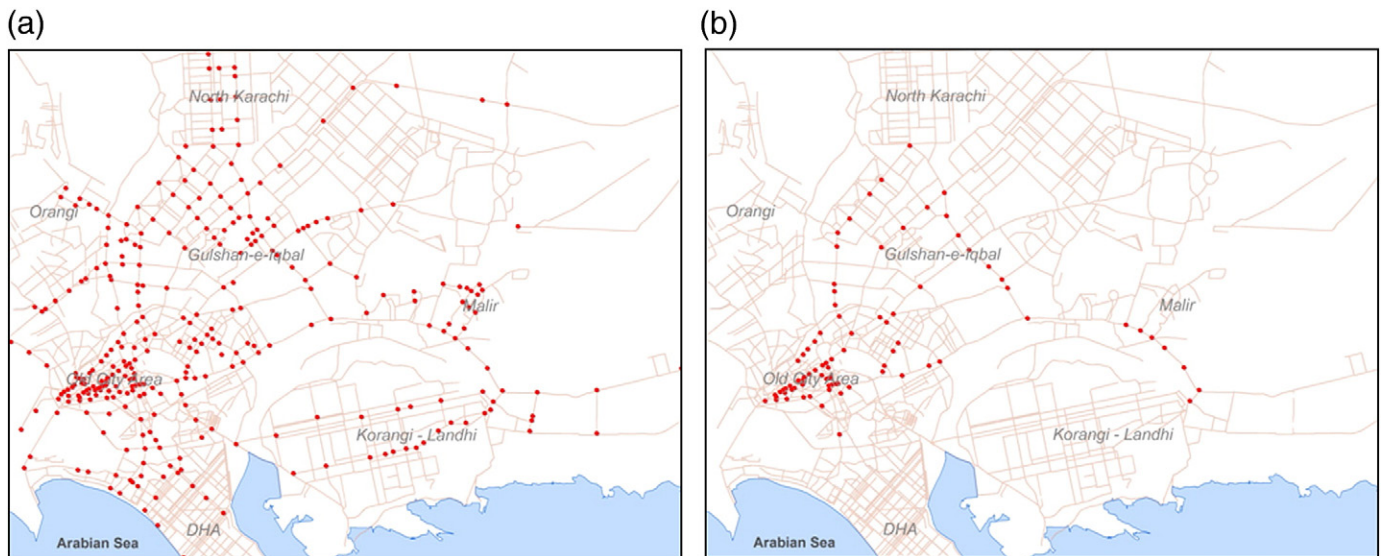 (a)
North Karachi
Orangi
Gulshan-e-Iqbal
Malir
Old City Area
Korangi - Landhi
DHA
Arabian Sea
(b)
North Karachi
Orangi
Gulshan-e-Iqbal
Malir
Old City Area
Korangi - Landhi
DHA
Arabian Sea